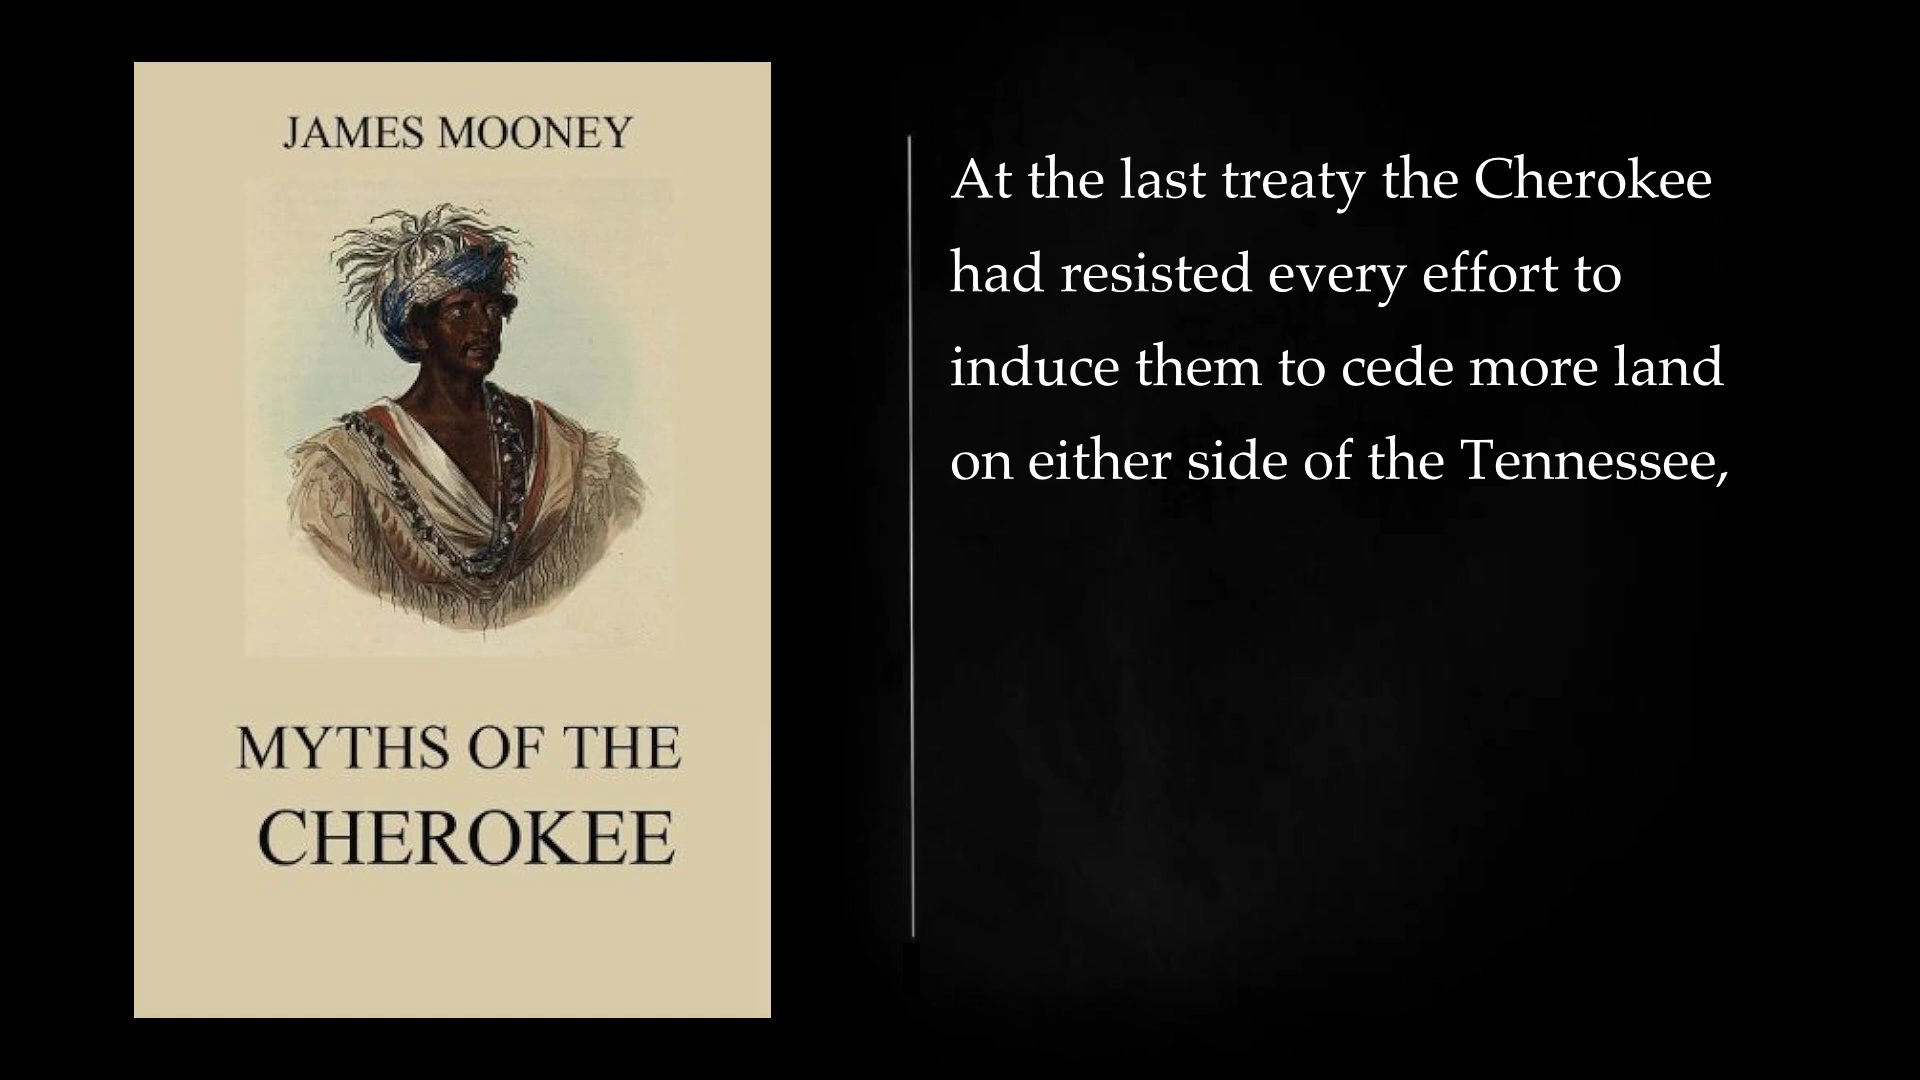 JAMES MOONEY
MYTHS OF THE
CHEROKEE
At the last treaty the Cherokee
had resisted every effort to
induce them to cede more land
on either side of the Tennessee,